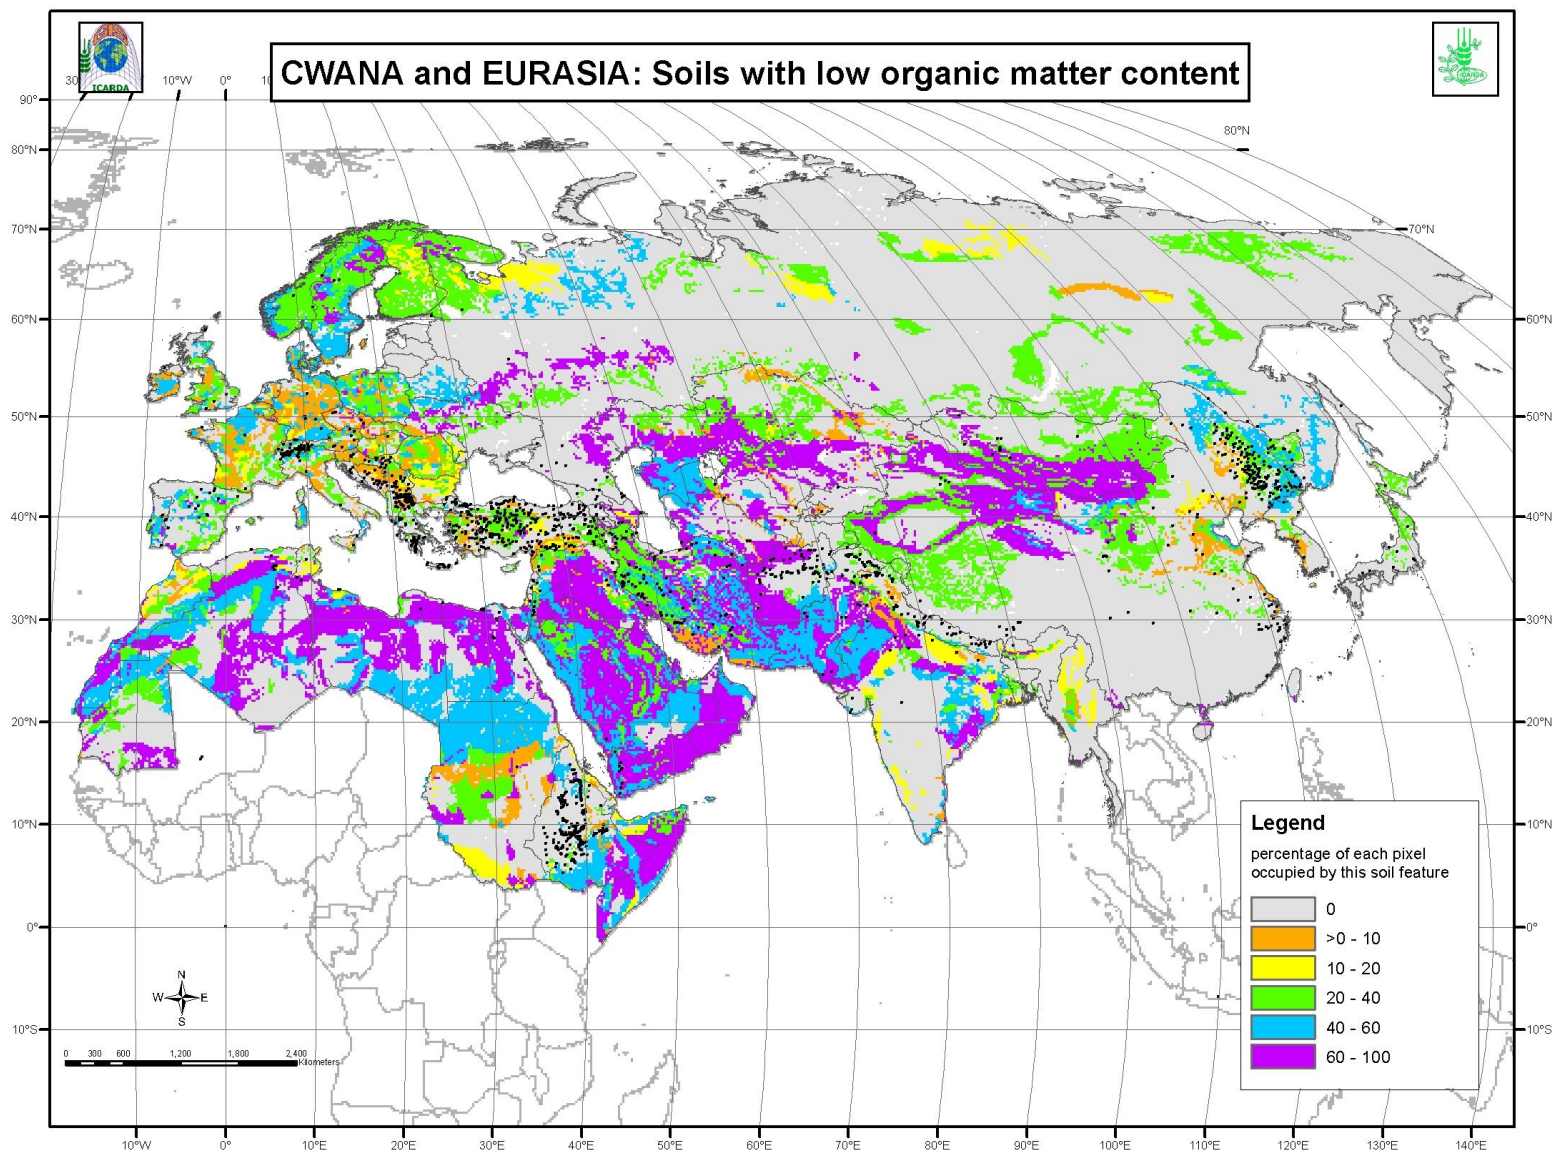 CWANA and EURASIA: Soils with low organic matter content
ICARDA
ICARDA
10°W 0°
80°N
90°
80°N
70°N 70°N
60°N 60°N
50°N 50°N
40°N 40°N
30°N 30°N
20°N 20°N
10°N 10°N
0° 0°
10°S 10°S
Legend
percentage of each pixel
occupied by this soil feature
0
>0 - 10
10 - 20
20 - 40
40 - 60
60 - 100
N
W E
S
0 300 600 1,200 1,800 2,400
Kilometers
10°W 0° 10°E 20°E 30°E 40°E 50°E 60°E 70°E 80°E 90°E 100°E 110°E 120°E 130°E 140°E